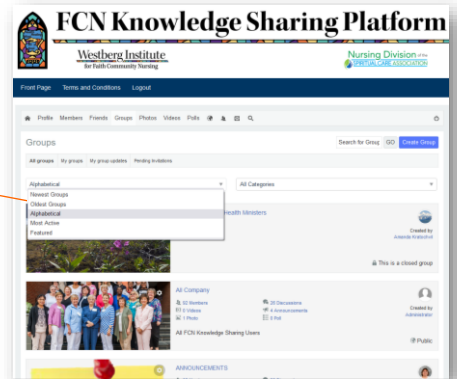 FCN Knowledge Sharing Platform
Westberg Institute
for Faith Community Nursing
Nursing Division of the
SPIRITUAL CARE ASSOCIATION
Front Page Terms and Conditions Logout
Profile Members Friends Groups Photos Videos Polls
Groups
Search for Group GO Create Group
All groups My groups My group updates Pending Invitations
Alphabetical All Categories
Newest Groups
Oldest Groups
Alphabetical
Most Active
Featured
Health Ministers
Created by
This is a closed group
All Company
62 Members 20 Discussions
0 Videos 4 Announcements
1 Photo
Created by
Administrator
All FCN Knowledge Sharing Users
Public
ANNOUNCEMENTS